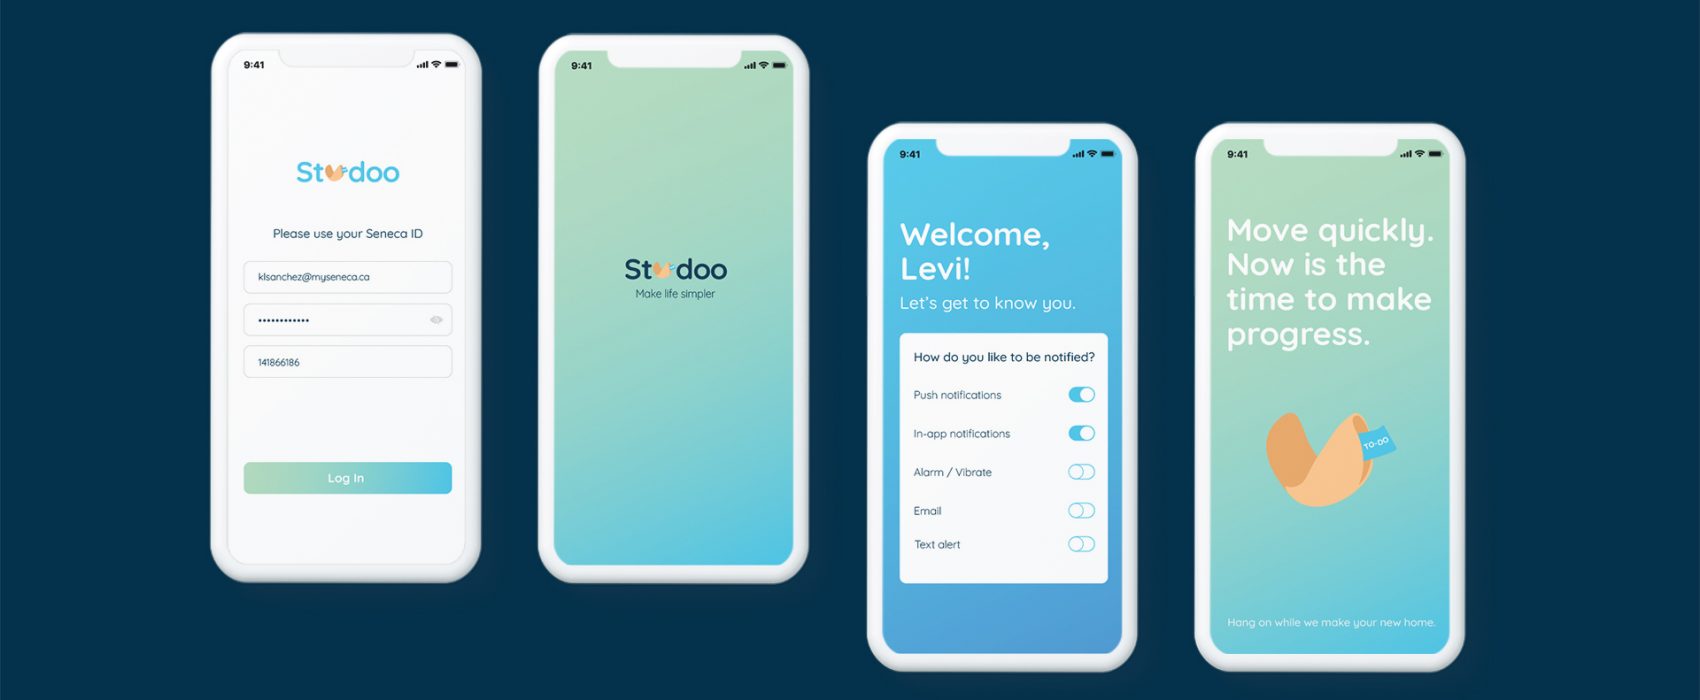 9:41
Studoo
Please use your Seneca ID
klsanchez@myseneca.ca
••••••••••••
141866186
Log In
9:41
Studoo
Make life simpler
9:41
Welcome,
Levi!
Let's get to know you.
How do you like to be notified?
Push notifications
In-app notifications
Alarm / Vibrate
Email
Text alert
9:41
Move quickly.
Now is the
time to make
progress.
TO-DO
Hang on while we make your new home.